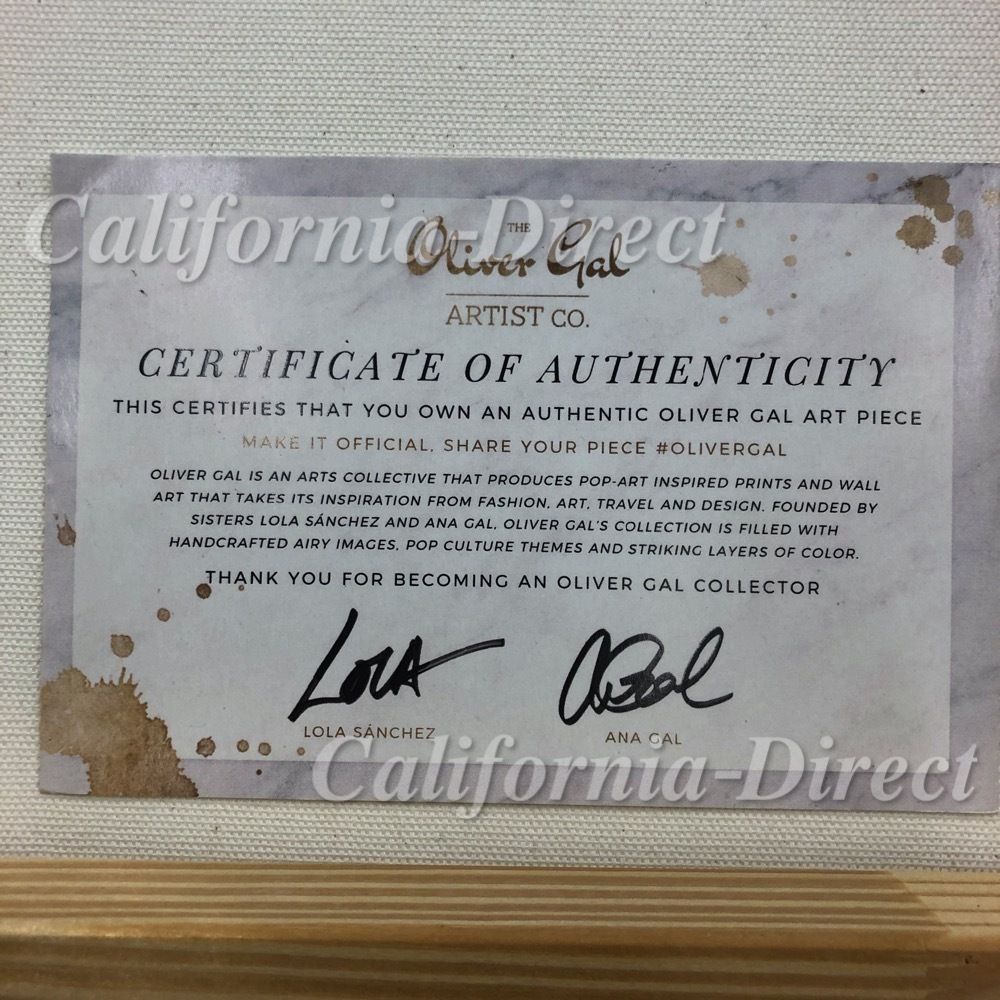 California-Direct
THE
Oliver Gal
ARTIST CO.
CERTIFICATE OF AUTHENTICITY
THIS CERTIFIES THAT YOU OWN AN AUTHENTIC OLIVER GAL ART PIECE
MAKE IT OFFICIAL, SHARE YOUR PIECE #OLIVERGAL
OLIVER GAL IS AN ARTS COLLECTIVE THAT PRODUCES POP-ART INSPIRED PRINTS AND WALL
ART THAT TAKES ITS INSPIRATION FROM FASHION, ART, TRAVEL AND DESIGN. FOUNDED BY
SISTERS LOLA SÁNCHEZ AND ANA GAL, OLIVER GAL'S COLLECTION IS FILLED WITH
HANDCRAFTED AIRY IMAGES, POP CULTURE THEMES AND STRIKING LAYERS OF COLOR.
THANK YOU FOR BECOMING AN OLIVER GAL COLLECTOR
LOLA
AGal
LOLA SÁNCHEZ
ANA GAL
California-Direct